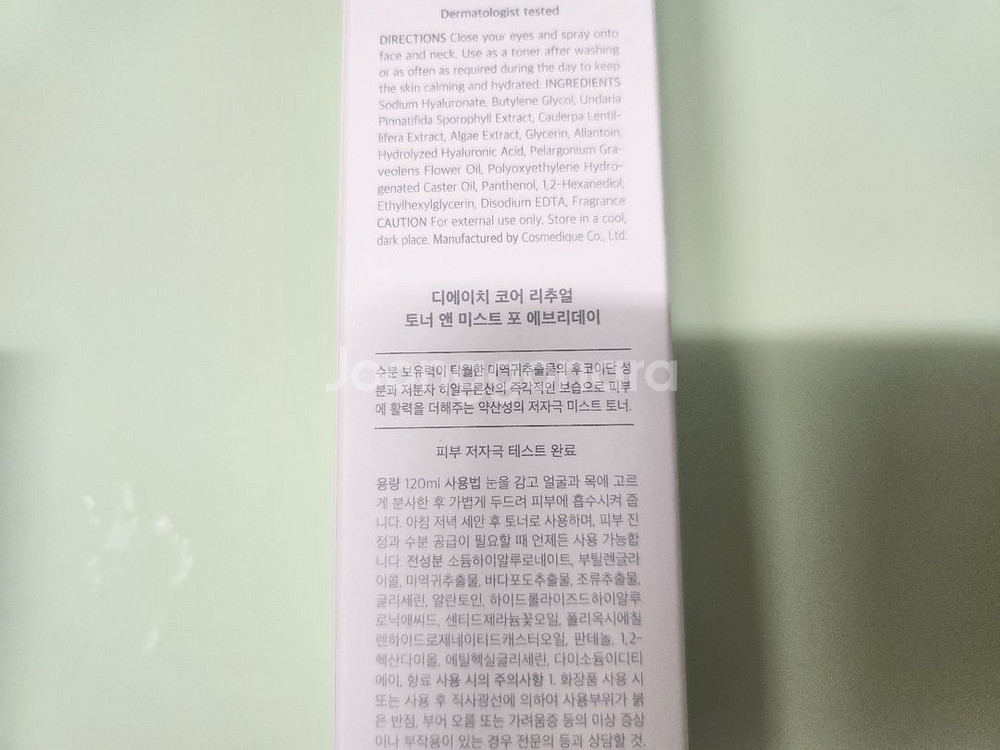 Dermatologist tested
DIRECTIONS Close your eyes and spray onto
face and neck. Use as a toner after washing
or as often as required during the day to keep
the skin calming and hydrated. INGREDIENTS
Sodium Hyaluronate, Butylene Glycol, Undaria
Pinnatifida Sporophyll Extract, Caulerpa Lentil-
lifera Extract, Algae Extract, Glycerin, Allantoin,
Hydrolyzed Hyaluronic Acid, Pelargonium Gra-
veolens Flower Oil, Polyoxyethylene Hydro-
genated Caster Oil, Panthenol, 1,2-Hexanediol,
Ethylhexylglycerin, Disodium EDTA, Fragrance
CAUTION For external use only. Store in a cool,
dark place. Manufactured by Cosmedique Co., Ltd.
디에이치 코어 리추얼
토너 앤 미스트 포 에브리데이
수분 보유력이 탁월한 미역귀추출물의 후코이단 성
분과 저분자 히알루론산의 즉각적인 보습으로 피부
에 활력을 더해주는 약산성의 저자극 미스트 토너.
피부 저자극 테스트 완료
용량 120ml 사용법 눈을 감고 얼굴과 목에 고르
게 분사한 후 가볍게 두드려 피부에 흡수시켜 줍
니다. 아침 저녁 세안 후 토너로 사용하며, 피부 진
정과 수분 공급이 필요할 때 언제든 사용 가능합
니다. 전성분 소듐하이알루로네이트, 부틸렌글라
이콜, 미역귀추출물, 바다포도추출물, 조류추출물,
글리세린, 알란토인, 하이드롤라이즈드하이알루
로닉애씨드, 센티드제라늄꽃오일, 폴리옥시에칠
렌하이드로제네이티드캐스터오일, 판테놀, 1,2-
헥산다이올, 에틸헥실글리세린, 다이소듐이디티
에이, 향료 사용 시의 주의사항 1. 화장품 사용 시
또는 사용 후 직사광선에 의하여 사용부위가 붉
은 반점, 부어 오름 또는 가려움증 등의 이상 증상
이나 부작용이 있는 경우 전문의 등과 상담할 것.